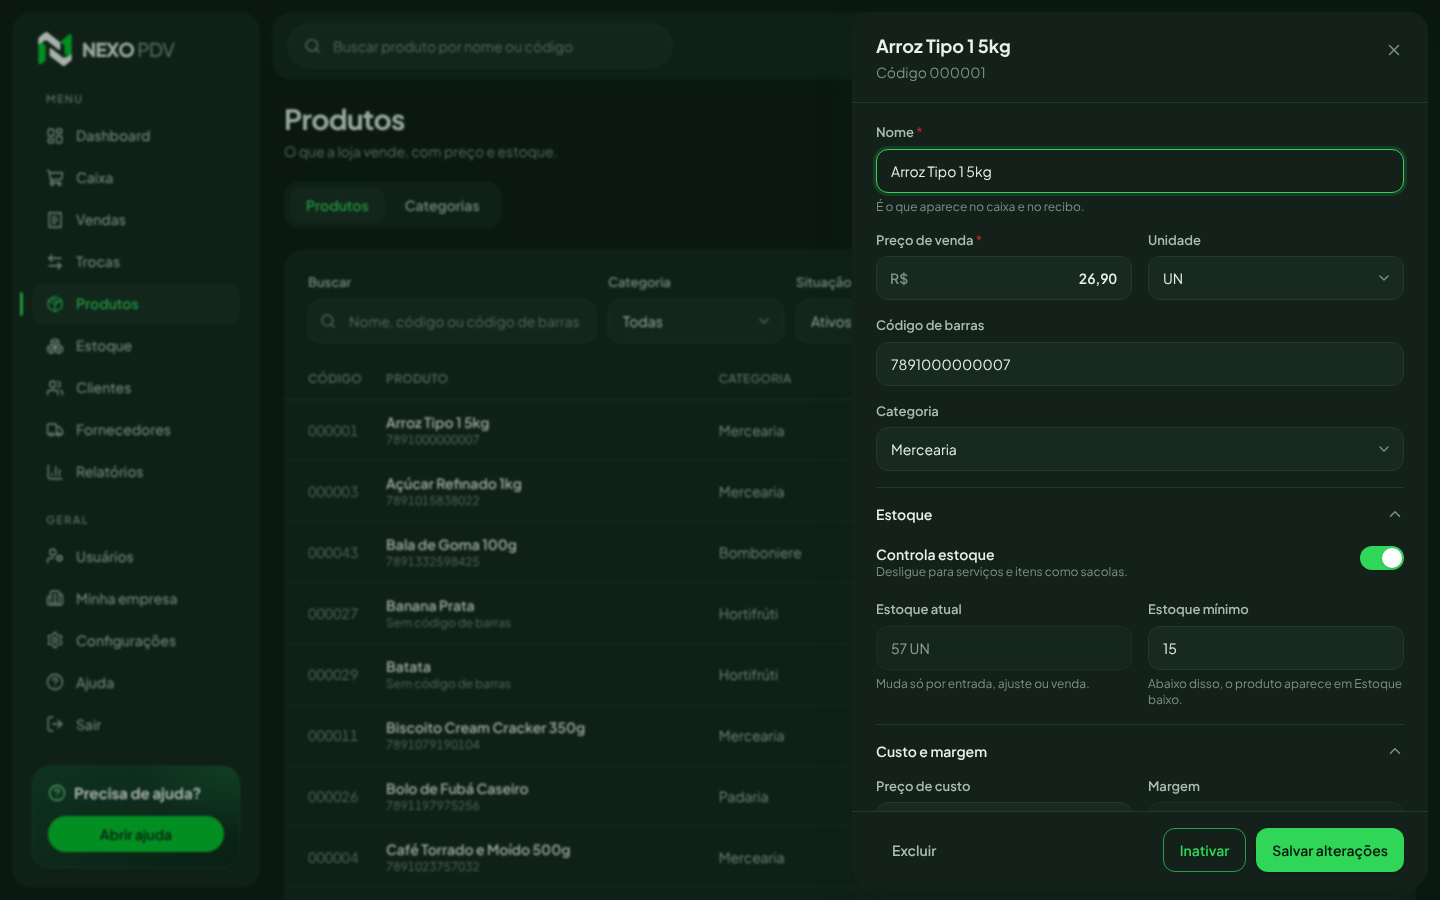 NEXO PDV
MENU
Dashboard
Caixa
Vendas
Trocas
Produtos
Estoque
Clientes
Fornecedores
Relatórios
GERAL
Usuários
Minha empresa
Configurações
Ajuda
Sair
Precisa de ajuda?
Abrir ajuda
Buscar produto por nome ou código
Produtos
O que a loja vende, com preço e estoque.
Produtos Categorias
Buscar Categoria Situação
Nome, código ou código de barras Todas Ativos
CÓDIGO PRODUTO CATEGORIA
000001 Arroz Tipo 1 5kg Mercearia
7891000000007
000003 Açúcar Refinado 1kg Mercearia
7891015838022
000043 Bala de Goma 100g Bomboniere
7891332598425
000027 Banana Prata Hortifrúti
Sem código de barras
000029 Batata Hortifrúti
Sem código de barras
000011 Biscoito Cream Cracker 350g Mercearia
7891079190104
000026 Bolo de Fubá Caseiro Padaria
7891197975256
000004 Café Torrado e Moído 500g Mercearia
7891023757032
Arroz Tipo 1 5kg
Código 000001
Nome *
Arroz Tipo 1 5kg
É o que aparece no caixa e no recibo.
Preço de venda * Unidade
R$ 26,90 UN
Código de barras
7891000000007
Categoria
Mercearia
Estoque
Controla estoque
Desligue para serviços e itens como sacolas.
Estoque atual Estoque mínimo
57 UN 15
Muda só por entrada, ajuste ou venda. Abaixo disso, o produto aparece em Estoque
baixo.
Custo e margem
Preço de custo Margem
Excluir Inativar Salvar alterações